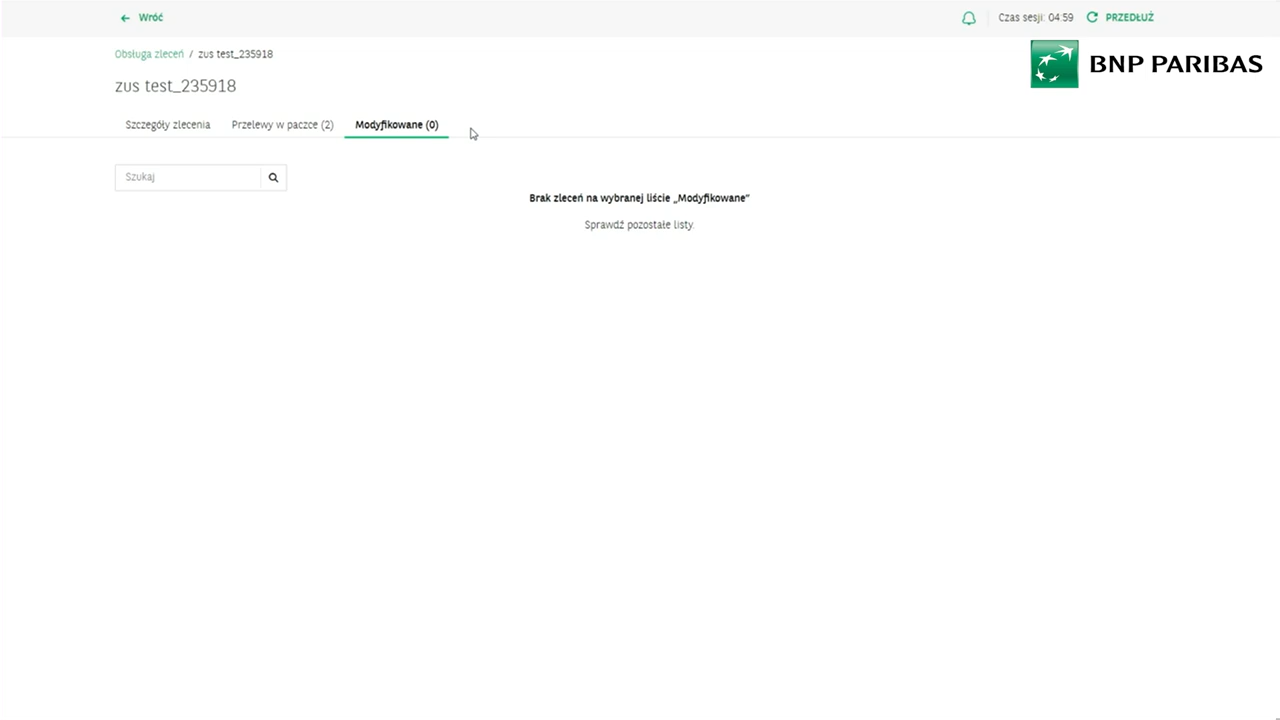 Wróć
Czas sesji: 04:59 PRZEDŁUŻ
Obsługa zleceń / zus test_235918
BNP PARIBAS
zus test_235918
Szczegóły zlecenia Przelewy w paczce (2) Modyfikowane (0)
Szukaj
Brak zleceń na wybranej liście „Modyfikowane”
Sprawdź pozostałe listy.